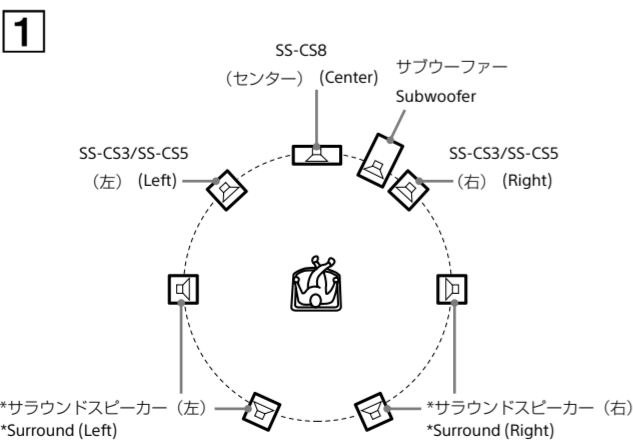 1
SS-CS8
（センター） (Center)
サブウーファー
Subwoofer
SS-CS3/SS-CS5
（左） (Left)
SS-CS3/SS-CS5
（右） (Right)
*サラウンドスピーカー（左）
*Surround (Left)
*サラウンドスピーカー（右）
*Surround (Right)